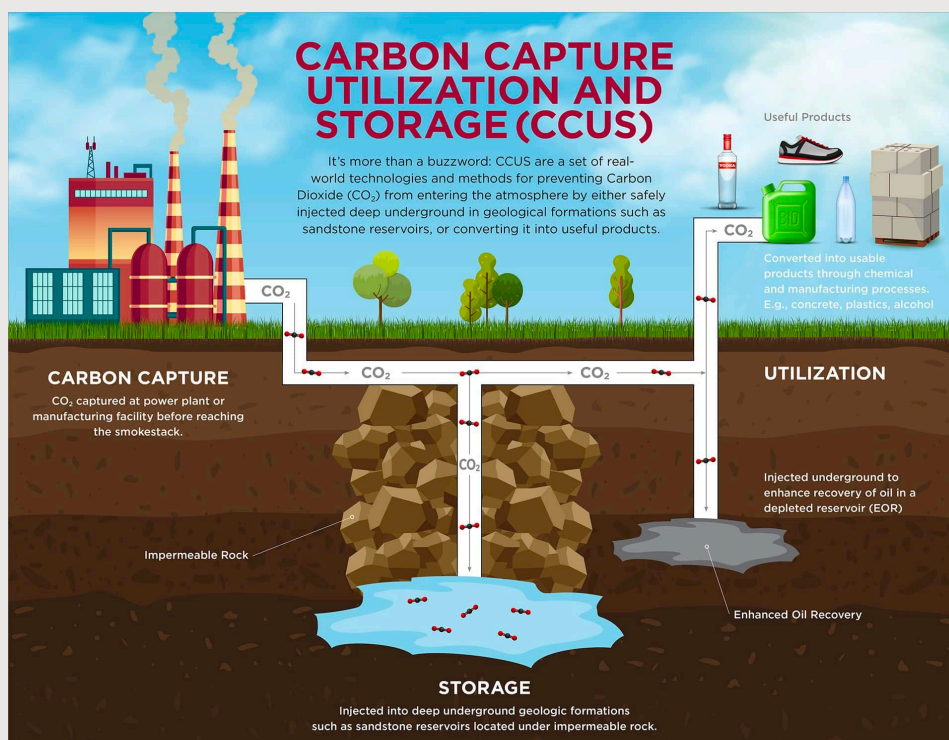 CARBON CAPTURE
UTILIZATION AND
STORAGE (CCUS)
It's more than a buzzword: CCUS are a set of real-
world technologies and methods for preventing Carbon
Dioxide (CO₂) from entering the atmosphere by either safely
injected deep underground in geological formations such as
sandstone reservoirs, or converting it into useful products.
Useful Products
VODKA
BIO
CO₂
Converted into usable
products through chemical
and manufacturing processes.
E.g., concrete, plastics, alcohol
CO₂
CO₂
CO₂
CARBON CAPTURE
CO₂ captured at power plant or
manufacturing facility before reaching
the smokestack.
UTILIZATION
CO₂
Injected underground to
enhance recovery of oil in a
depleted reservoir (EOR)
Impermeable Rock
Enhanced Oil Recovery
STORAGE
Injected into deep underground geologic formations
such as sandstone reservoirs located under impermeable rock.